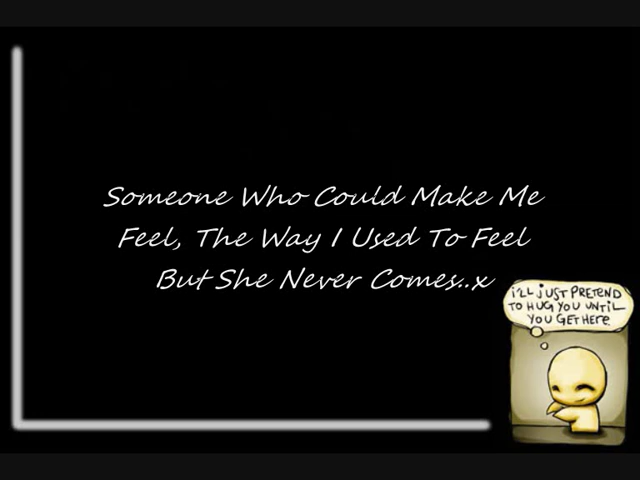 Someone Who Could Make Me
Feel, The Way I Used To Feel
But She Never Comes..x
i'LL JUST PRETEND
TO HUG YOU UNTiL
YOU GET HERE